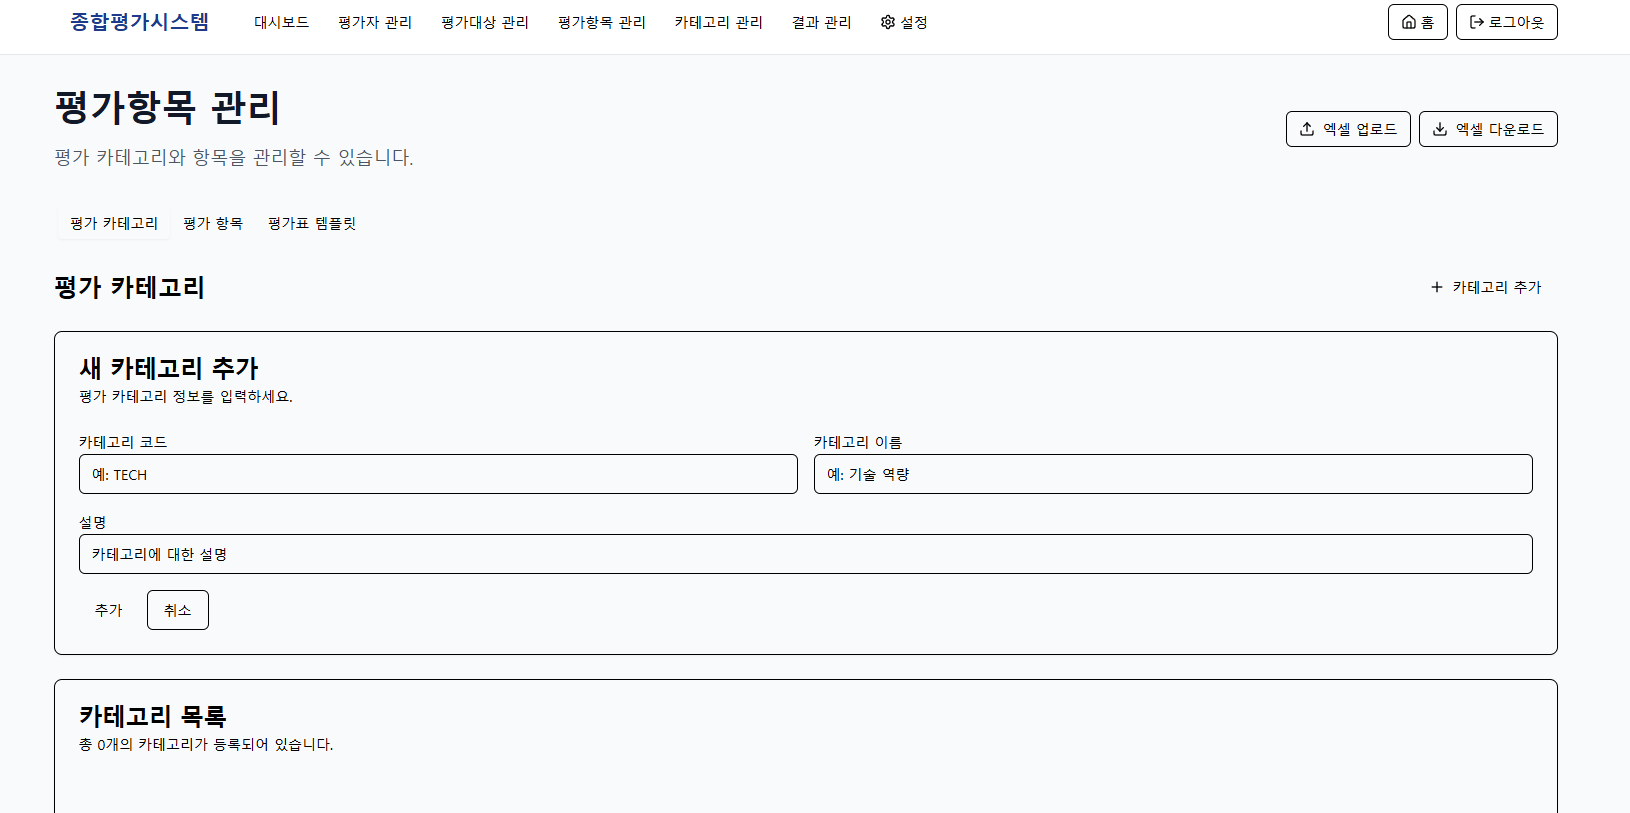 종합평가시스템 대시보드 평가자 관리 평가대상 관리 평가항목 관리 카테고리 관리 결과 관리 설정 홈 로그아웃
평가항목 관리
엑셀 업로드 엑셀 다운로드
평가 카테고리와 항목을 관리할 수 있습니다.
평가 카테고리 평가 항목 평가표 템플릿
평가 카테고리 + 카테고리 추가
새 카테고리 추가
평가 카테고리 정보를 입력하세요.
카테고리 코드 카테고리 이름
예: TECH 예: 기술 역량
설명
카테고리에 대한 설명
추가 취소
카테고리 목록
총 0개의 카테고리가 등록되어 있습니다.